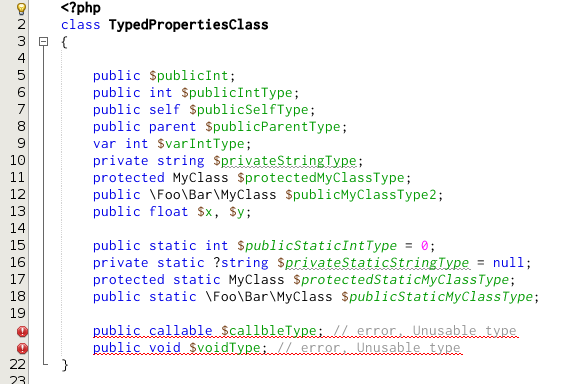 <?php
2 class TypedPropertiesClass
3 {
4
5 public $publicInt;
6 public int $publicIntType;
7 public self $publicSelfType;
8 public parent $publicParentType;
9 var int $varIntType;
10 private string $privateStringType;
11 protected MyClass $protectedMyClassType;
12 public \Foo\Bar\MyClass $publicMyClassType2;
13 public float $x, $y;
14
15 public static int $publicStaticIntType = 0;
16 private static ?string $privateStaticStringType = null;
17 protected static MyClass $protectedStaticMyClassType;
18 public static \Foo\Bar\MyClass $publicStaticMyClassType;
19
public callable $callbleType; // error, Unusable type
public void $voidType; // error, Unusable type
22 }
23